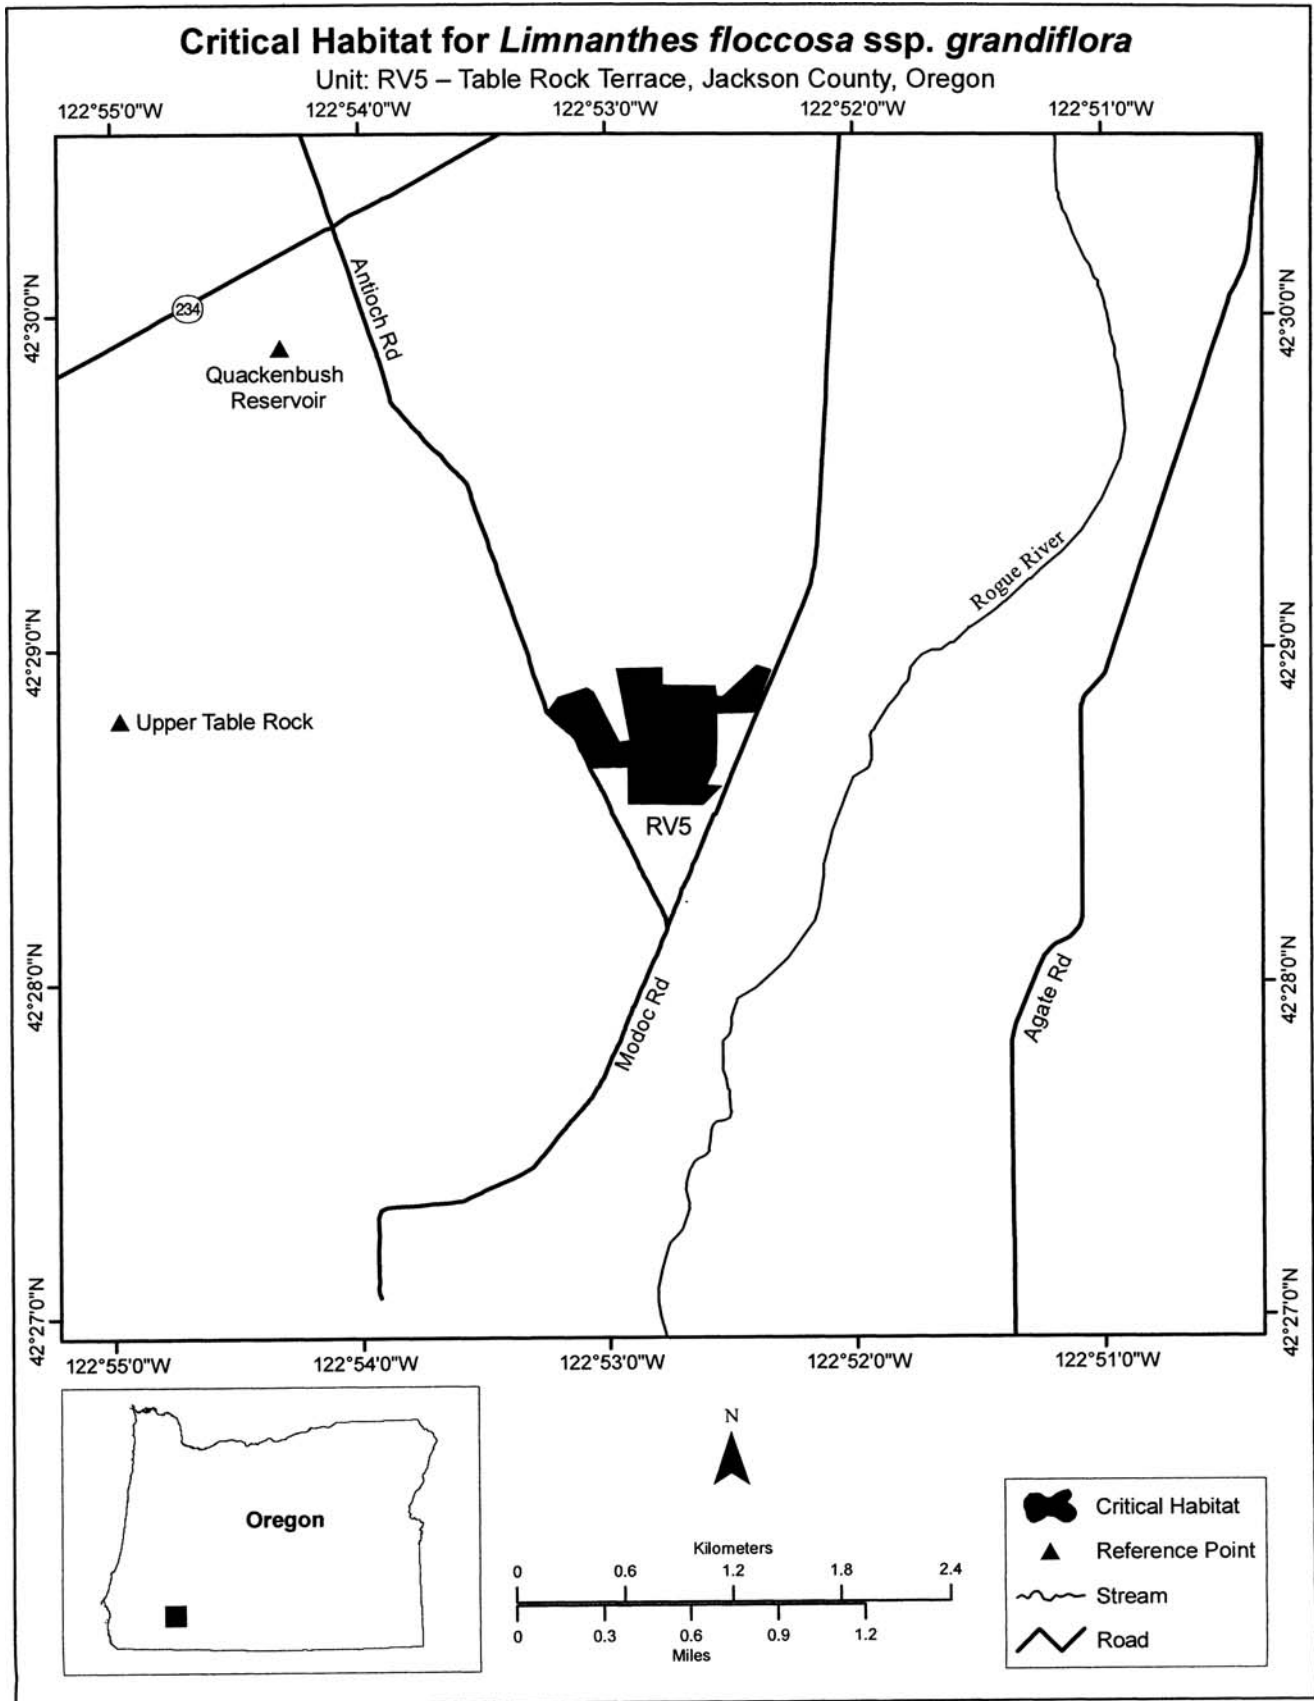 Critical Habitat for Limnanthes floccosa ssp. grandiflora
Unit: RV5 – Table Rock Terrace, Jackson County, Oregon
122°55'0"W 122°54'0"W 122°53'0"W 122°52'0"W 122°51'0"W
42°30'0"N
42°30'0"N
234
Antioch Rd
Quackenbush
Reservoir
Rogue River
42°29'0"N
42°29'0"N
Upper Table Rock
RV5
42°28'0"N
42°28'0"N
Modoc Rd
Agate Rd
42°27'0"N
42°27'0"N
122°55'0"W 122°54'0"W 122°53'0"W 122°52'0"W 122°51'0"W
Oregon
N
Kilometers
0 0.6 1.2 1.8 2.4
0 0.3 0.6 0.9 1.2
Miles
Critical Habitat
Reference Point
Stream
Road